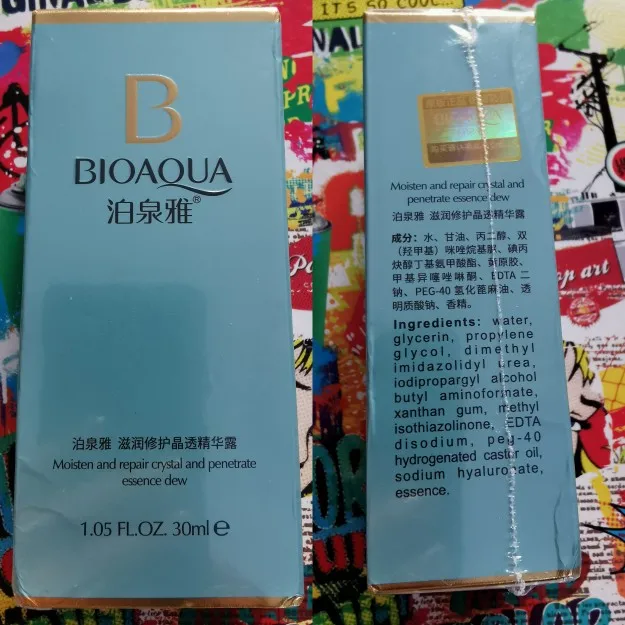 B
BIOAQUA
泊泉雅®
泊泉雅 滋润修护晶透精华露
Moisten and repair crystal and penetrate
essence dew
1.05 FL.OZ. 30ml e
IT'S SO COOL
Moisten and repair crystal and
penetrate essence dew
泊泉雅 滋润修护晶透精华露
成分：水、甘油、丙二醇、双
（羟甲基）咪唑烷基脲、碘丙
炔醇丁基氨甲酸酯、黄原胶、
甲基异噻唑啉酮、EDTA 二
钠、PEG-40 氢化蓖麻油、透
明质酸钠、香精。
Ingredients: water,
glycerin, propylene
glycol, dimethyl
imidazolidyl urea,
iodipropargyl alcohol
butyl aminoformate,
xanthan gum, methyl
isothiazolinone, EDTA
disodium, peg-40
hydrogenated castor oil,
sodium hyaluronate,
essence.
Pop art